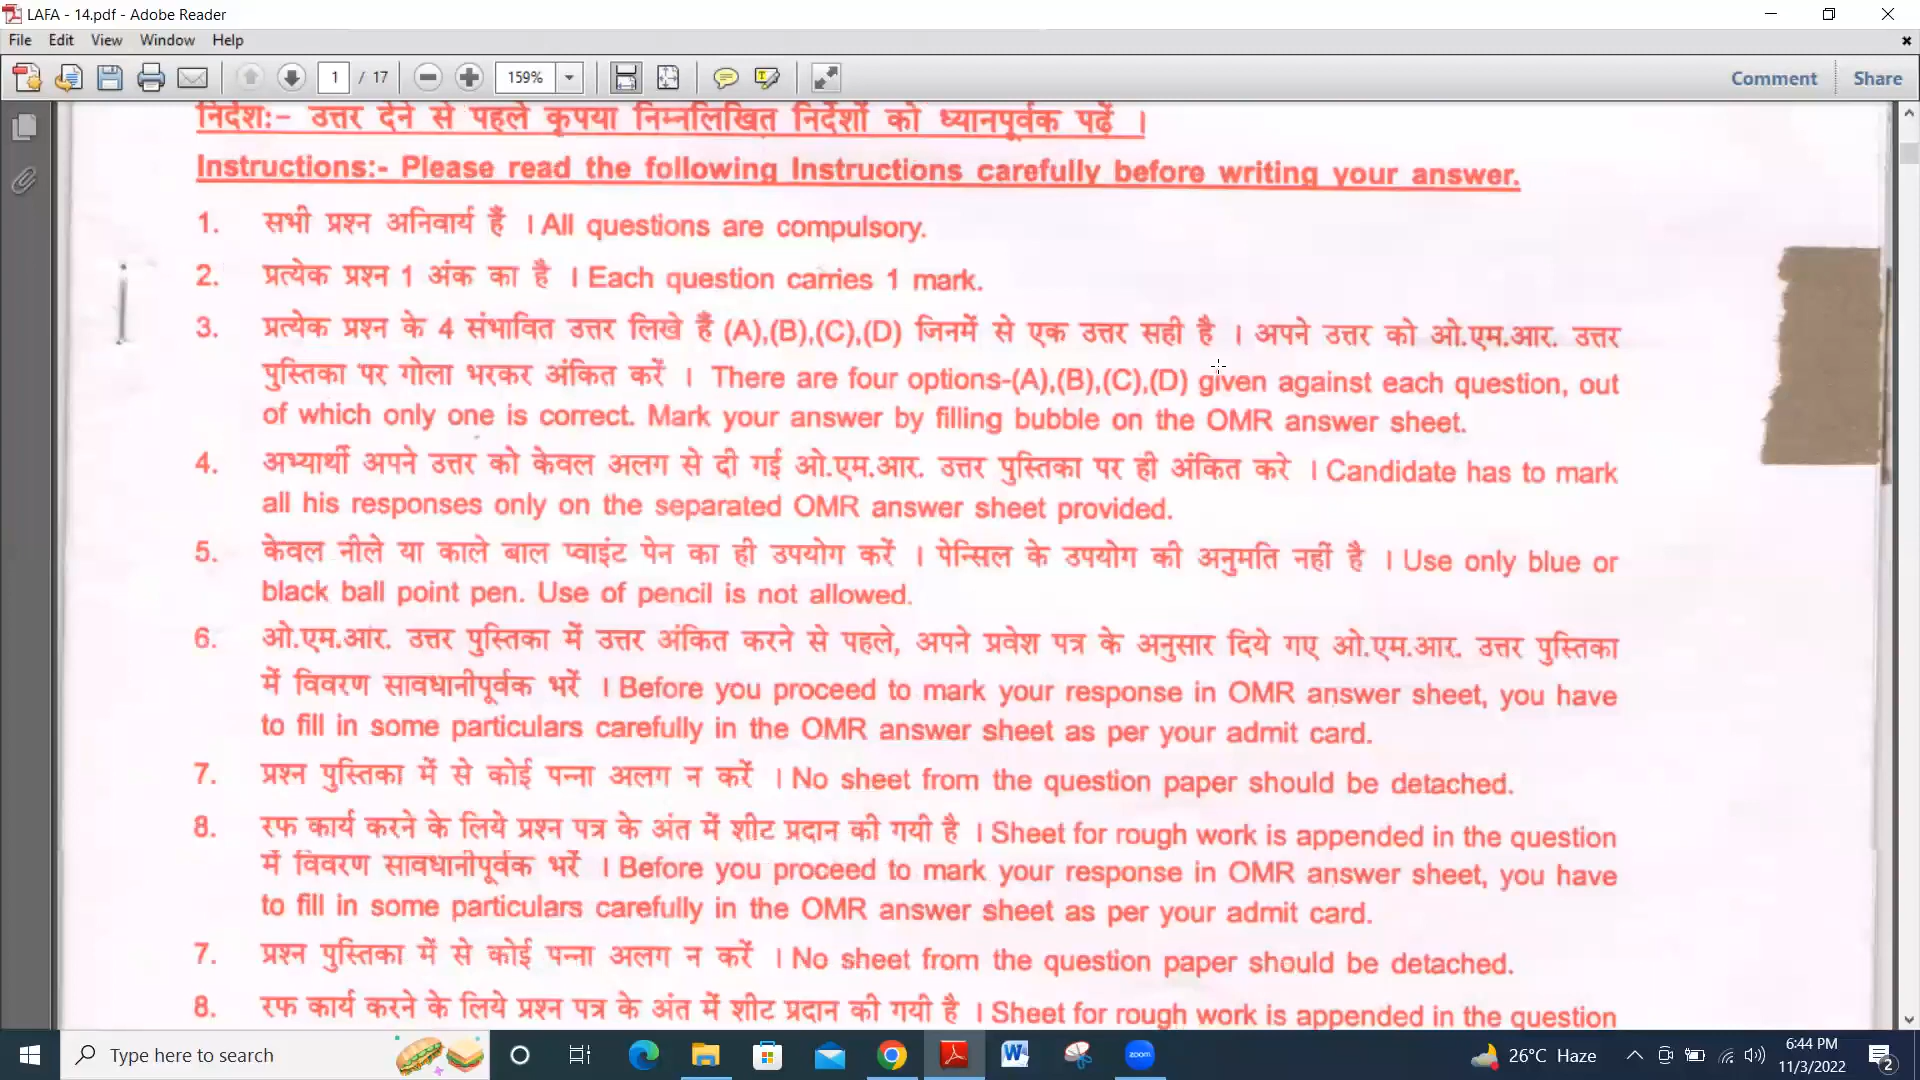 LAFA - 14.pdf - Adobe Reader
File Edit View Window Help
1 / 17 159% Comment Share
निर्देश:- उत्तर देने से पहले कृपया निम्नलिखित निर्देशों को ध्यानपूर्वक पढ़ें ।
Instructions:- Please read the following Instructions carefully before writing your answer.
1. सभी प्रश्न अनिवार्य हैं । All questions are compulsory.
2. प्रत्येक प्रश्न 1 अंक का है । Each question carries 1 mark.
3. प्रत्येक प्रश्न के 4 संभावित उत्तर लिखे हैं (A),(B),(C),(D) जिनमें से एक उत्तर सही है । अपने उत्तर को ओ.एम.आर. उत्तर
पुस्तिका पर गोला भरकर अंकित करें । There are four options-(A),(B),(C),(D) given against each question, out
of which only one is correct. Mark your answer by filling bubble on the OMR answer sheet.
4. अभ्यार्थी अपने उत्तर को केवल अलग से दी गई ओ.एम.आर. उत्तर पुस्तिका पर ही अंकित करे । Candidate has to mark
all his responses only on the separated OMR answer sheet provided.
5. केवल नीले या काले बाल प्वाइंट पेन का ही उपयोग करें । पेन्सिल के उपयोग की अनुमति नहीं है । Use only blue or
black ball point pen. Use of pencil is not allowed.
6. ओ.एम.आर. उत्तर पुस्तिका में उत्तर अंकित करने से पहले, अपने प्रवेश पत्र के अनुसार दिये गए ओ.एम.आर. उत्तर पुस्तिका
में विवरण सावधानीपूर्वक भरें । Before you proceed to mark your response in OMR answer sheet, you have
to fill in some particulars carefully in the OMR answer sheet as per your admit card.
7. प्रश्न पुस्तिका में से कोई पन्ना अलग न करें । No sheet from the question paper should be detached.
8. रफ कार्य करने के लिये प्रश्न पत्र के अंत में शीट प्रदान की गयी है । Sheet for rough work is appended in the question
में विवरण सावधानीपूर्वक भरें । Before you proceed to mark your response in OMR answer sheet, you have
to fill in some particulars carefully in the OMR answer sheet as per your admit card.
7. प्रश्न पुस्तिका में से कोई पन्ना अलग न करें । No sheet from the question paper should be detached.
8. रफ कार्य करने के लिये प्रश्न पत्र के अंत में शीट प्रदान की गयी है । Sheet for rough work is appended in the question
Type here to search
zoom
26°C Haze
6:44 PM
11/3/2022
2